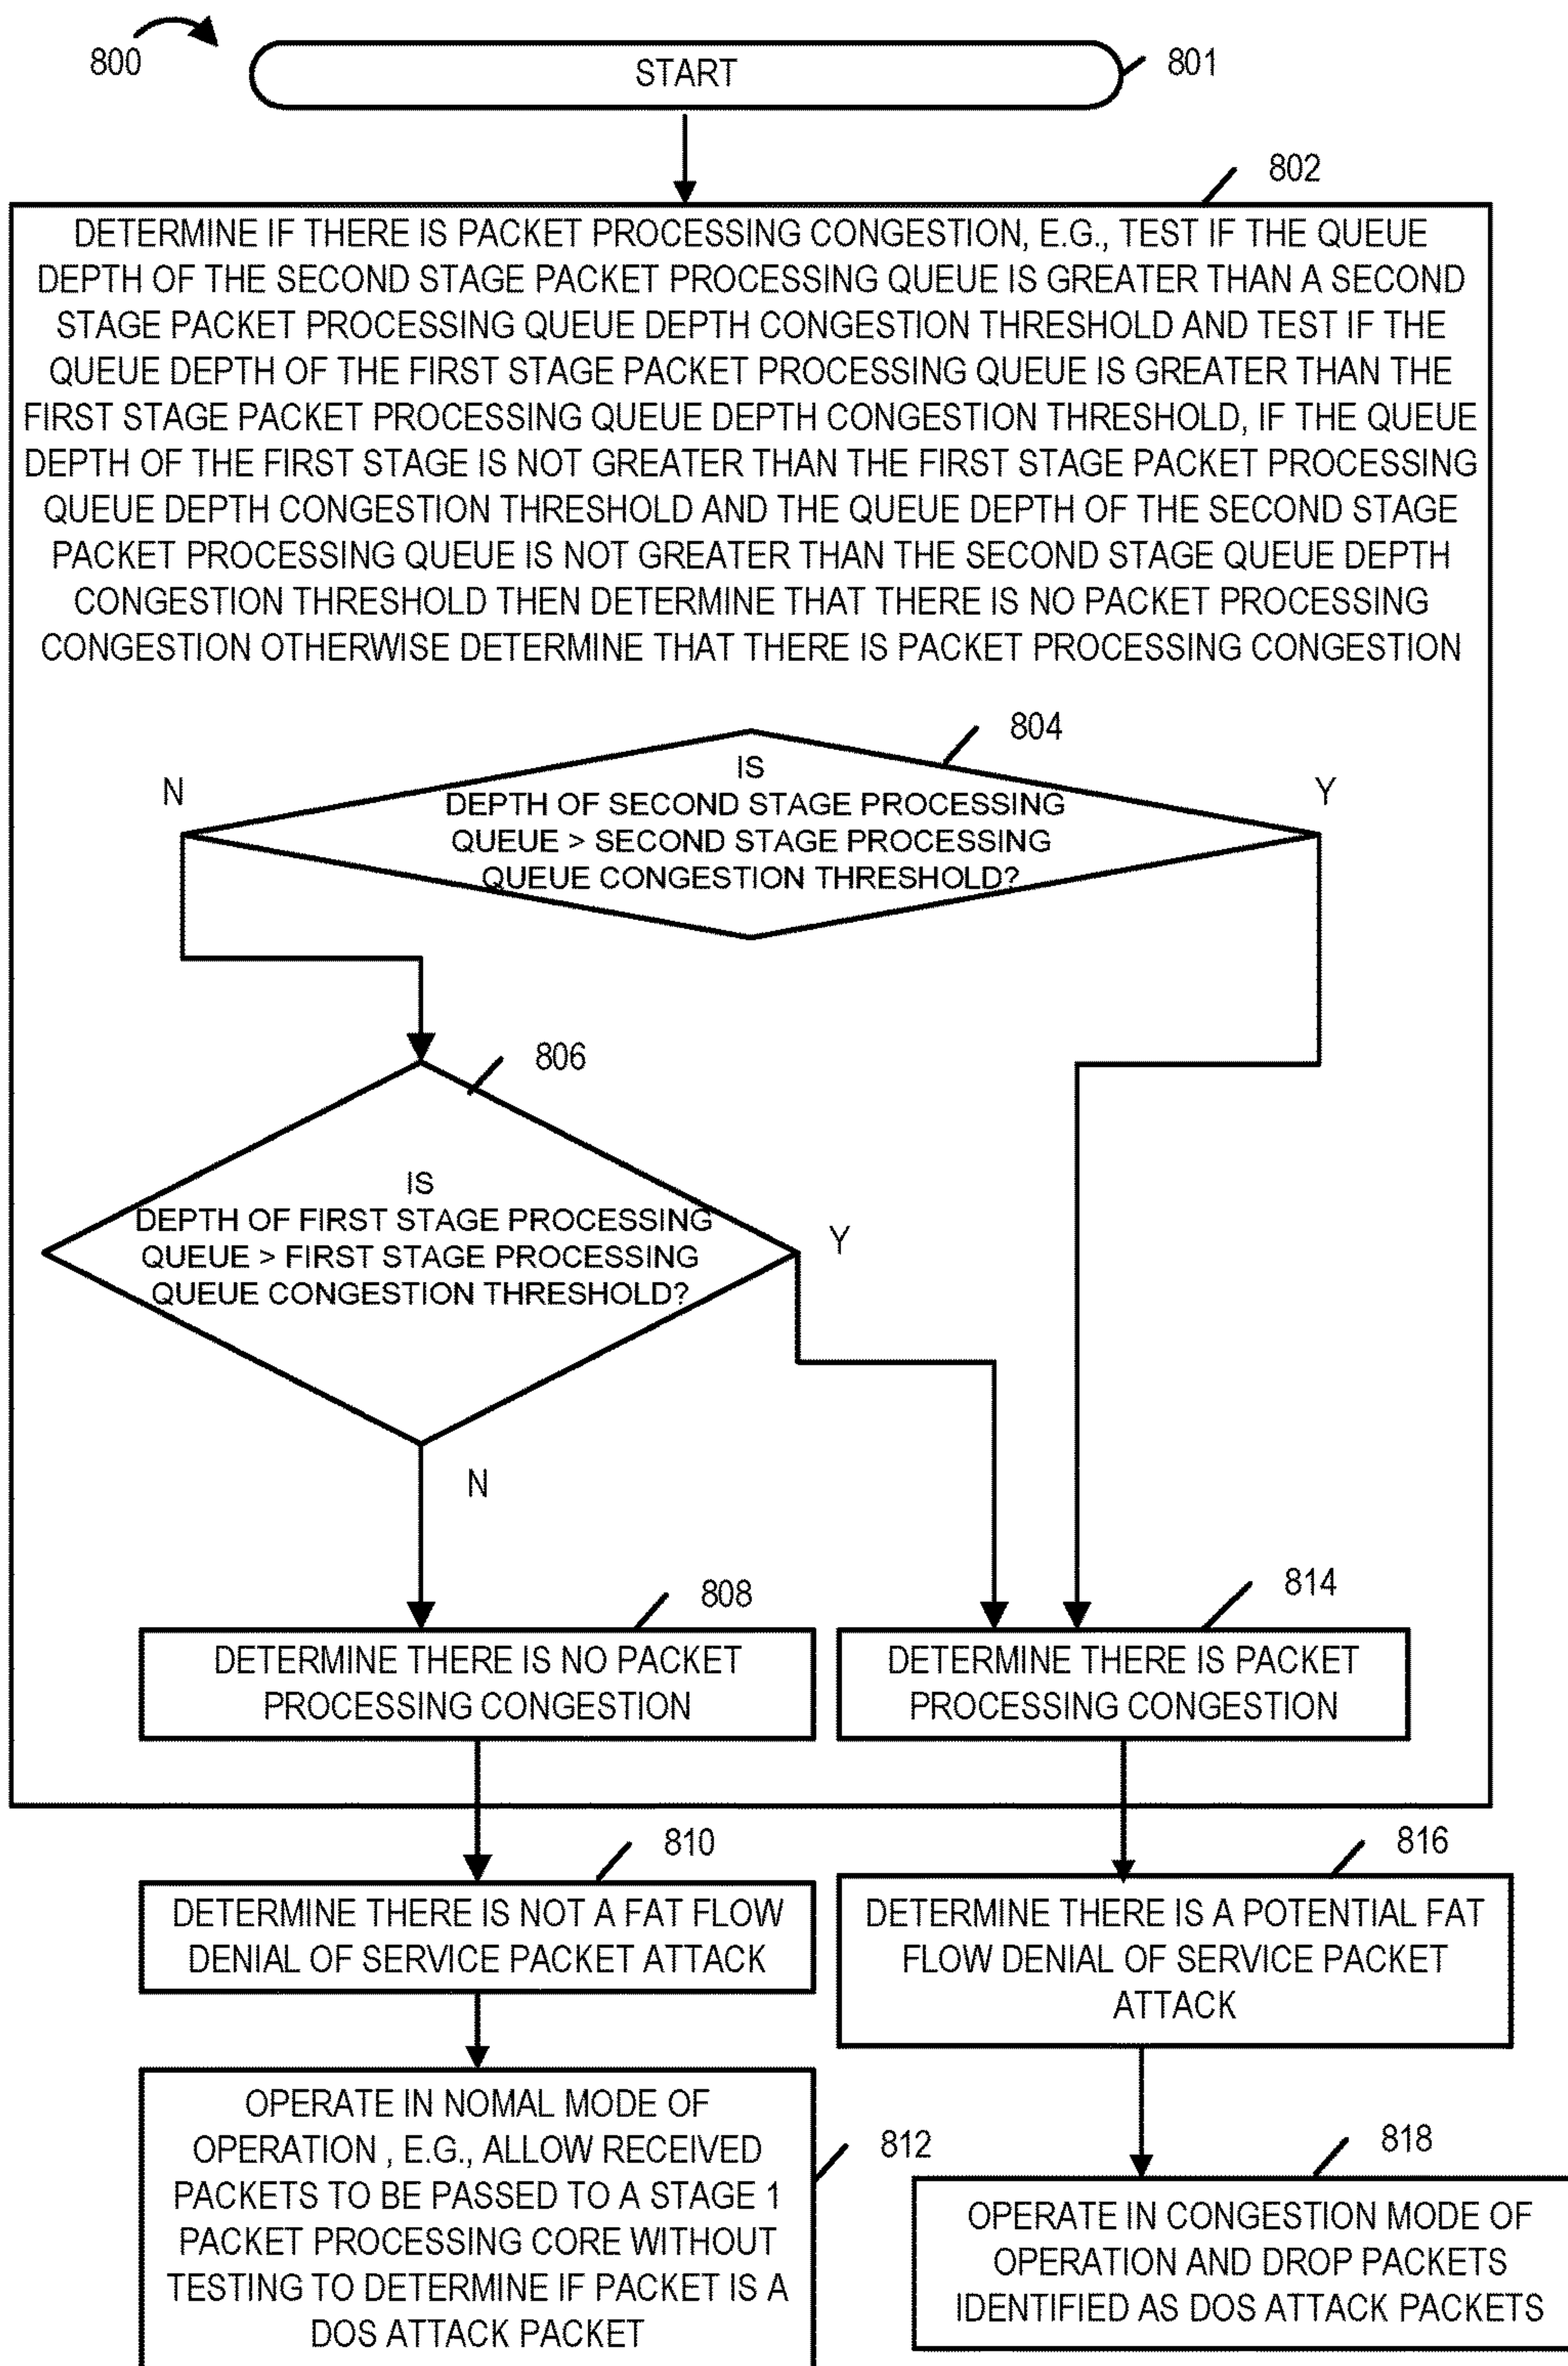 800
START
801
802
DETERMINE IF THERE IS PACKET PROCESSING CONGESTION, E.G., TEST IF THE QUEUE
DEPTH OF THE SECOND STAGE PACKET PROCESSING QUEUE IS GREATER THAN A SECOND
STAGE PACKET PROCESSING QUEUE DEPTH CONGESTION THRESHOLD AND TEST IF THE
QUEUE DEPTH OF THE FIRST STAGE PACKET PROCESSING QUEUE IS GREATER THAN THE
FIRST STAGE PACKET PROCESSING QUEUE DEPTH CONGESTION THRESHOLD, IF THE QUEUE
DEPTH OF THE FIRST STAGE IS NOT GREATER THAN THE FIRST STAGE PACKET PROCESSING
QUEUE DEPTH CONGESTION THRESHOLD AND THE QUEUE DEPTH OF THE SECOND STAGE
PACKET PROCESSING QUEUE IS NOT GREATER THAN THE SECOND STAGE QUEUE DEPTH
CONGESTION THRESHOLD THEN DETERMINE THAT THERE IS NO PACKET PROCESSING
CONGESTION OTHERWISE DETERMINE THAT THERE IS PACKET PROCESSING CONGESTION
804
N
Y
IS
DEPTH OF SECOND STAGE PROCESSING
QUEUE > SECOND STAGE PROCESSING
QUEUE CONGESTION THRESHOLD?
806
IS
DEPTH OF FIRST STAGE PROCESSING
QUEUE > FIRST STAGE PROCESSING
QUEUE CONGESTION THRESHOLD?
Y
N
808
DETERMINE THERE IS NO PACKET
PROCESSING CONGESTION
814
DETERMINE THERE IS PACKET
PROCESSING CONGESTION
810
DETERMINE THERE IS NOT A FAT FLOW
DENIAL OF SERVICE PACKET ATTACK
816
DETERMINE THERE IS A POTENTIAL FAT
FLOW DENIAL OF SERVICE PACKET
ATTACK
OPERATE IN NOMAL MODE OF
OPERATION , E.G., ALLOW RECEIVED
PACKETS TO BE PASSED TO A STAGE 1
PACKET PROCESSING CORE WITHOUT
TESTING TO DETERMINE IF PACKET IS A
DOS ATTACK PACKET
812
818
OPERATE IN CONGESTION MODE OF
OPERATION AND DROP PACKETS
IDENTIFIED AS DOS ATTACK PACKETS